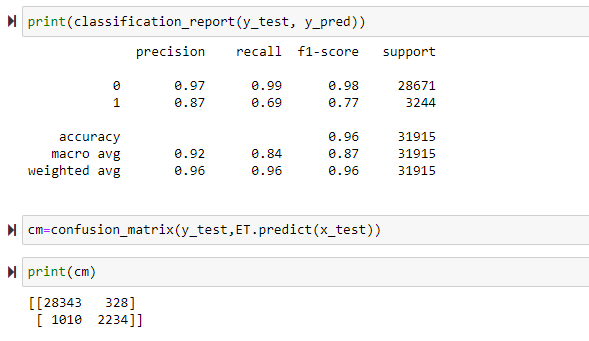 print(classification_report(y_test, y_pred))
precision recall f1-score support
0 0.97 0.99 0.98 28671
1 0.87 0.69 0.77 3244
accuracy 0.96 31915
macro avg 0.92 0.84 0.87 31915
weighted avg 0.96 0.96 0.96 31915
cm=confusion_matrix(y_test,ET.predict(x_test))
print(cm)
[[28343 328]
[ 1010 2234]]